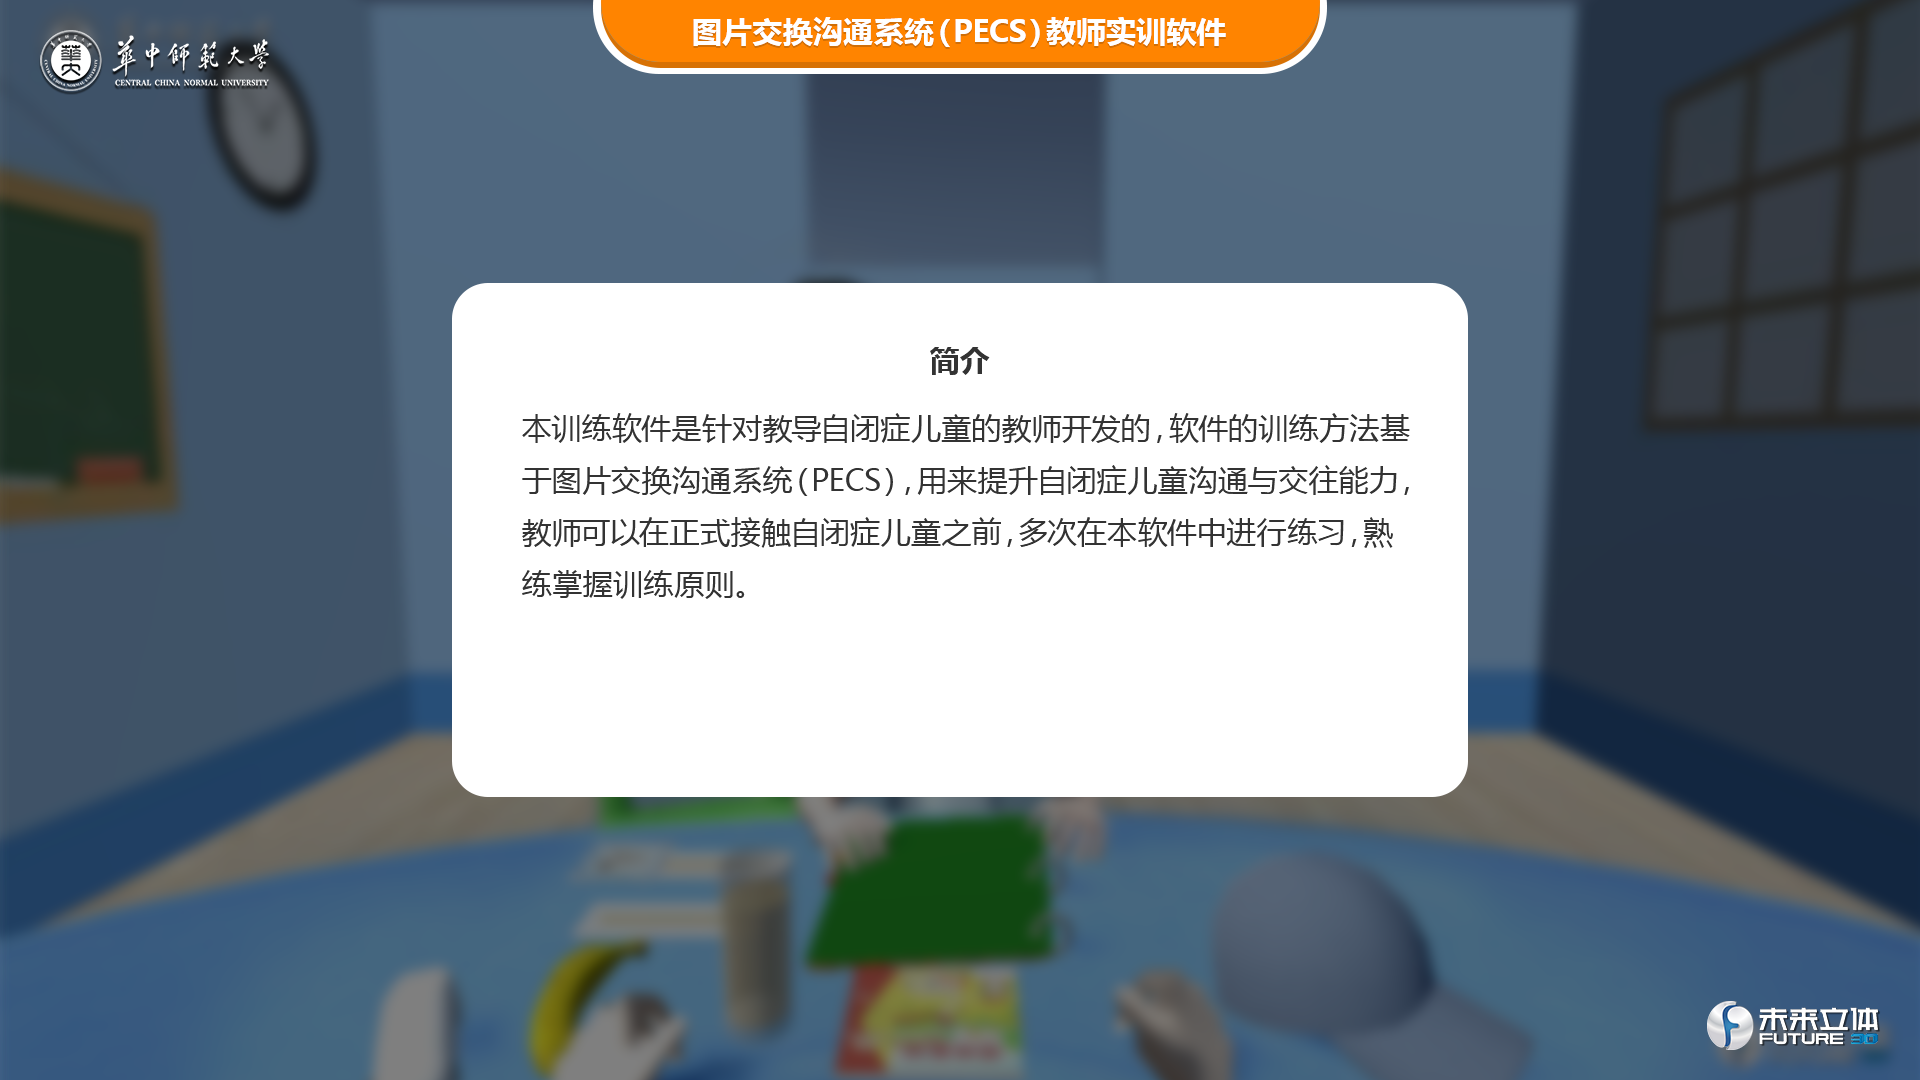 图片交换沟通系统(PECS)教师实训软件
華中師範大學
CENTRAL CHINA NORMAL UNIVERSITY
简介
本训练软件是针对教导自闭症儿童的教师开发的,软件的训练方法基
于图片交换沟通系统(PECS),用来提升自闭症儿童沟通与交往能力,
教师可以在正式接触自闭症儿童之前,多次在本软件中进行练习,熟
练掌握训练原则。
未来立体
FUTURE 3D